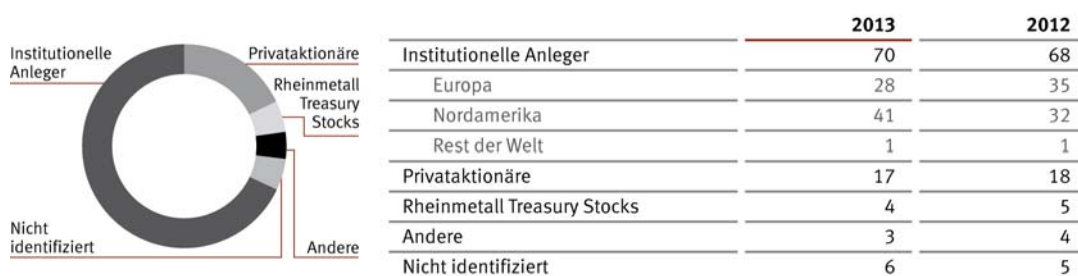 Institutionelle
Anleger
Privataktionäre
Rheinmetall
Treasury
Stocks
Nicht
identifiziert
Andere
2013 2012
Institutionelle Anleger 70 68
Europa 28 35
Nordamerika 41 32
Rest der Welt 1 1
Privataktionäre 17 18
Rheinmetall Treasury Stocks 4 5
Andere 3 4
Nicht identifiziert 6 5